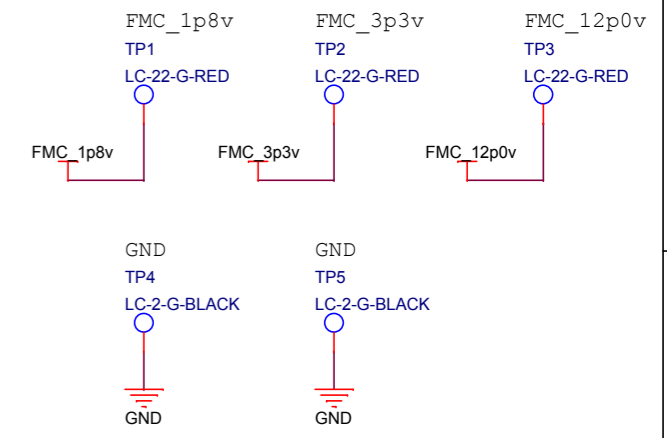 FMC_1p8v
TP1
LC-22-G-RED
FMC_1p8v
FMC_3p3v
TP2
LC-22-G-RED
FMC_3p3v
FMC_12p0v
TP3
LC-22-G-RED
FMC_12p0v
GND
TP4
LC-2-G-BLACK
GND
GND
TP5
LC-2-G-BLACK
GND